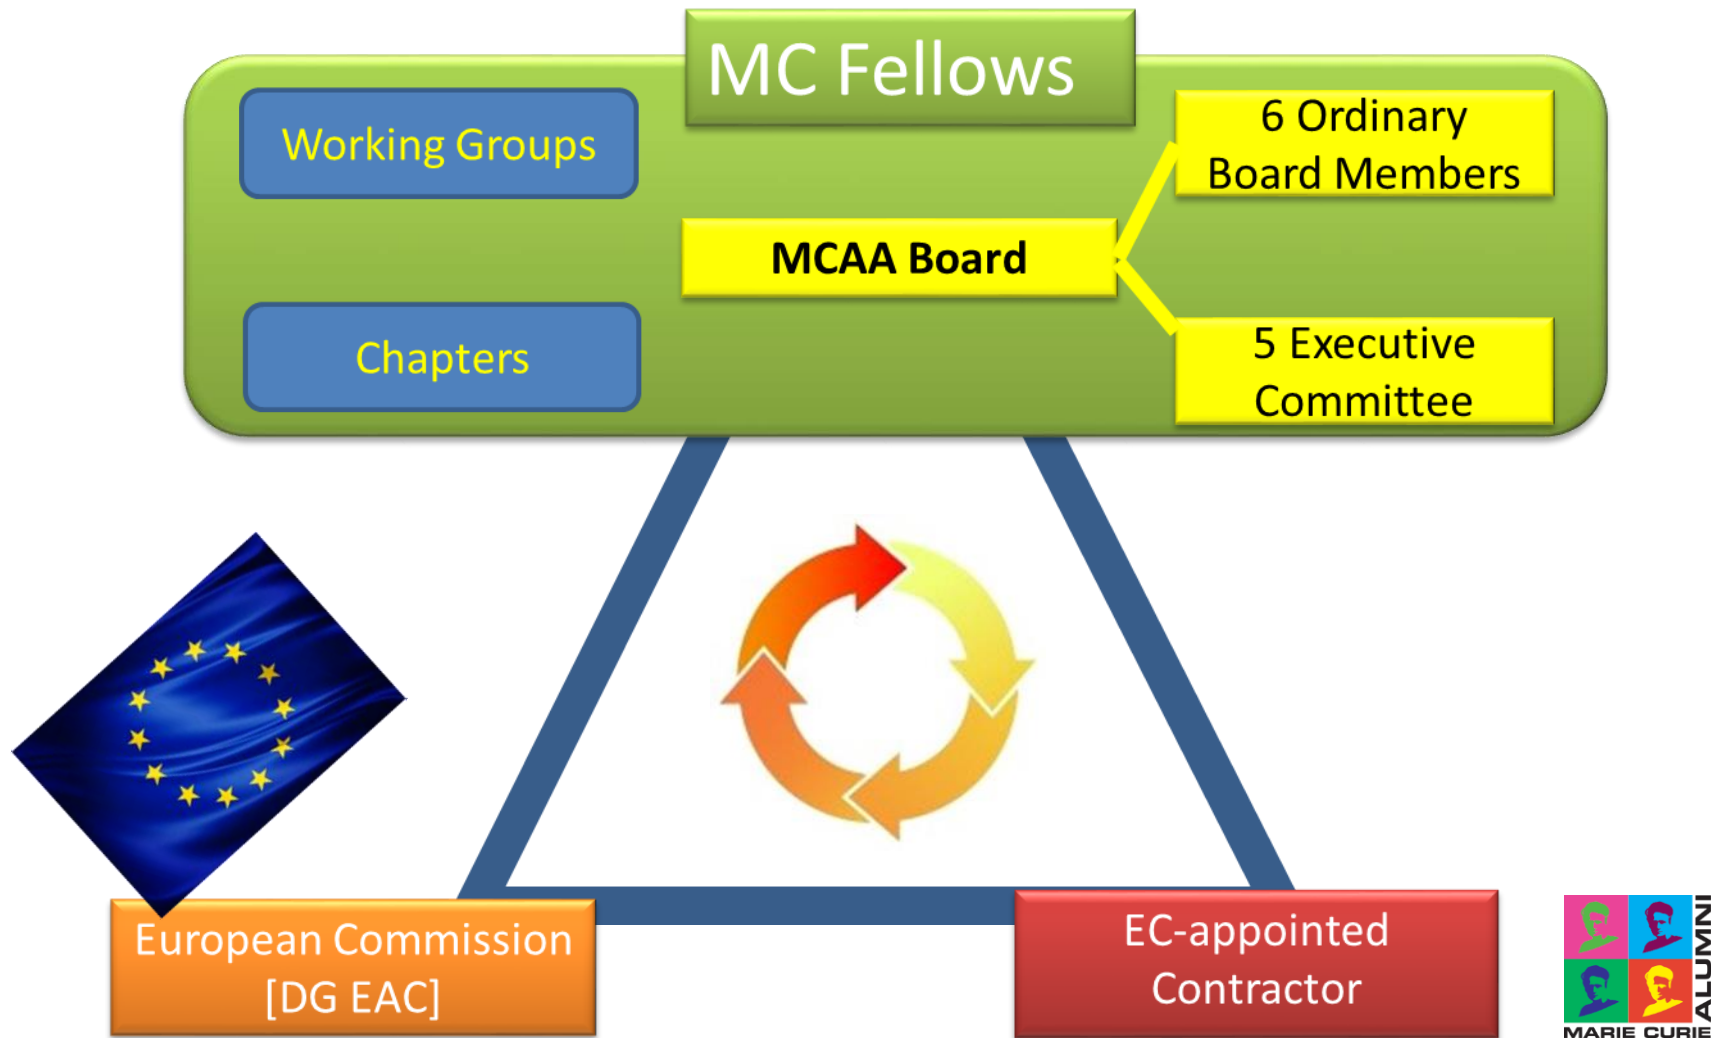 MC Fellows
Working Groups
6 Ordinary
Board Members
MCAA Board
Chapters
5 Executive
Committee
European Commission
[DG EAC]
EC-appointed
Contractor
ALUMNI
MARIE CURIE